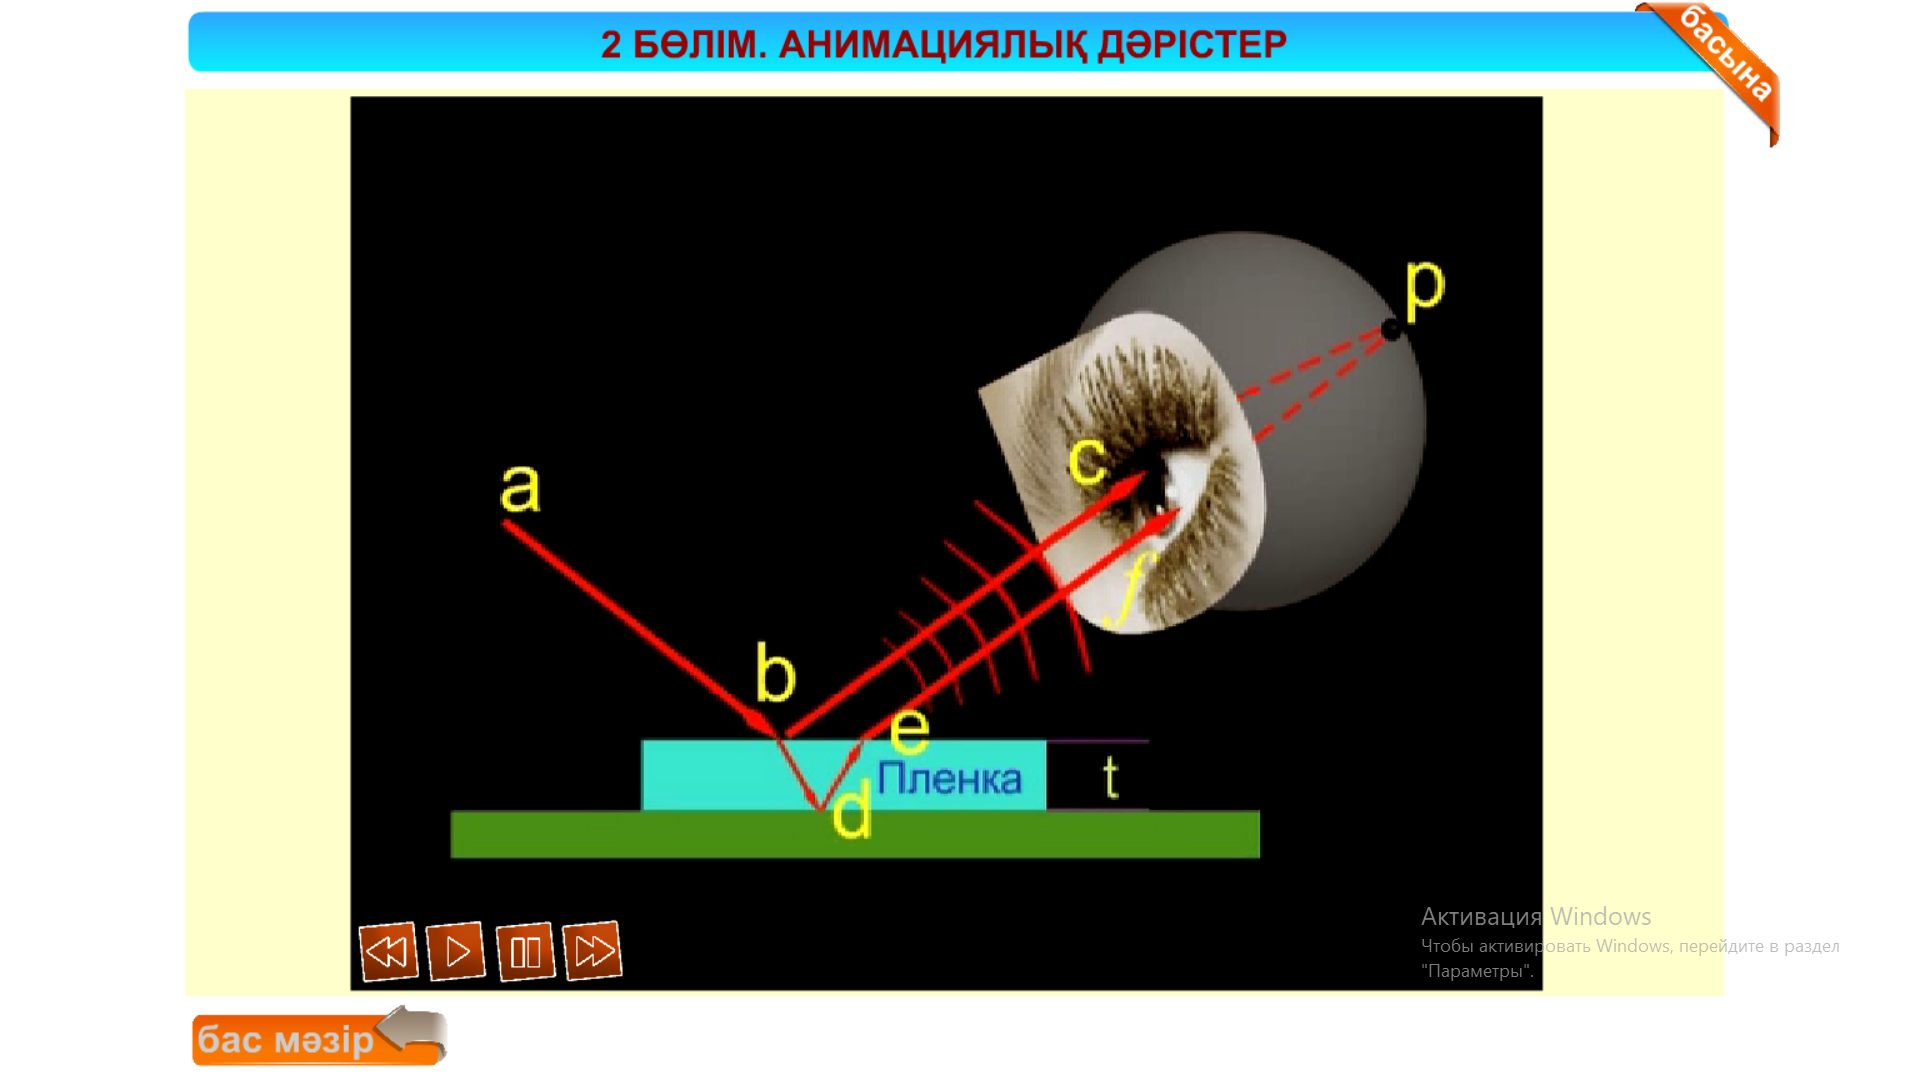 2 БӨЛІМ. АНИМАЦИЯЛЫҚ ДӘРІСТЕР
басына
p
a
c
f
b
e
Пленка
t
d
Активация Windows
Чтобы активировать Windows, перейдите в раздел
"Параметры".
бас мәзір